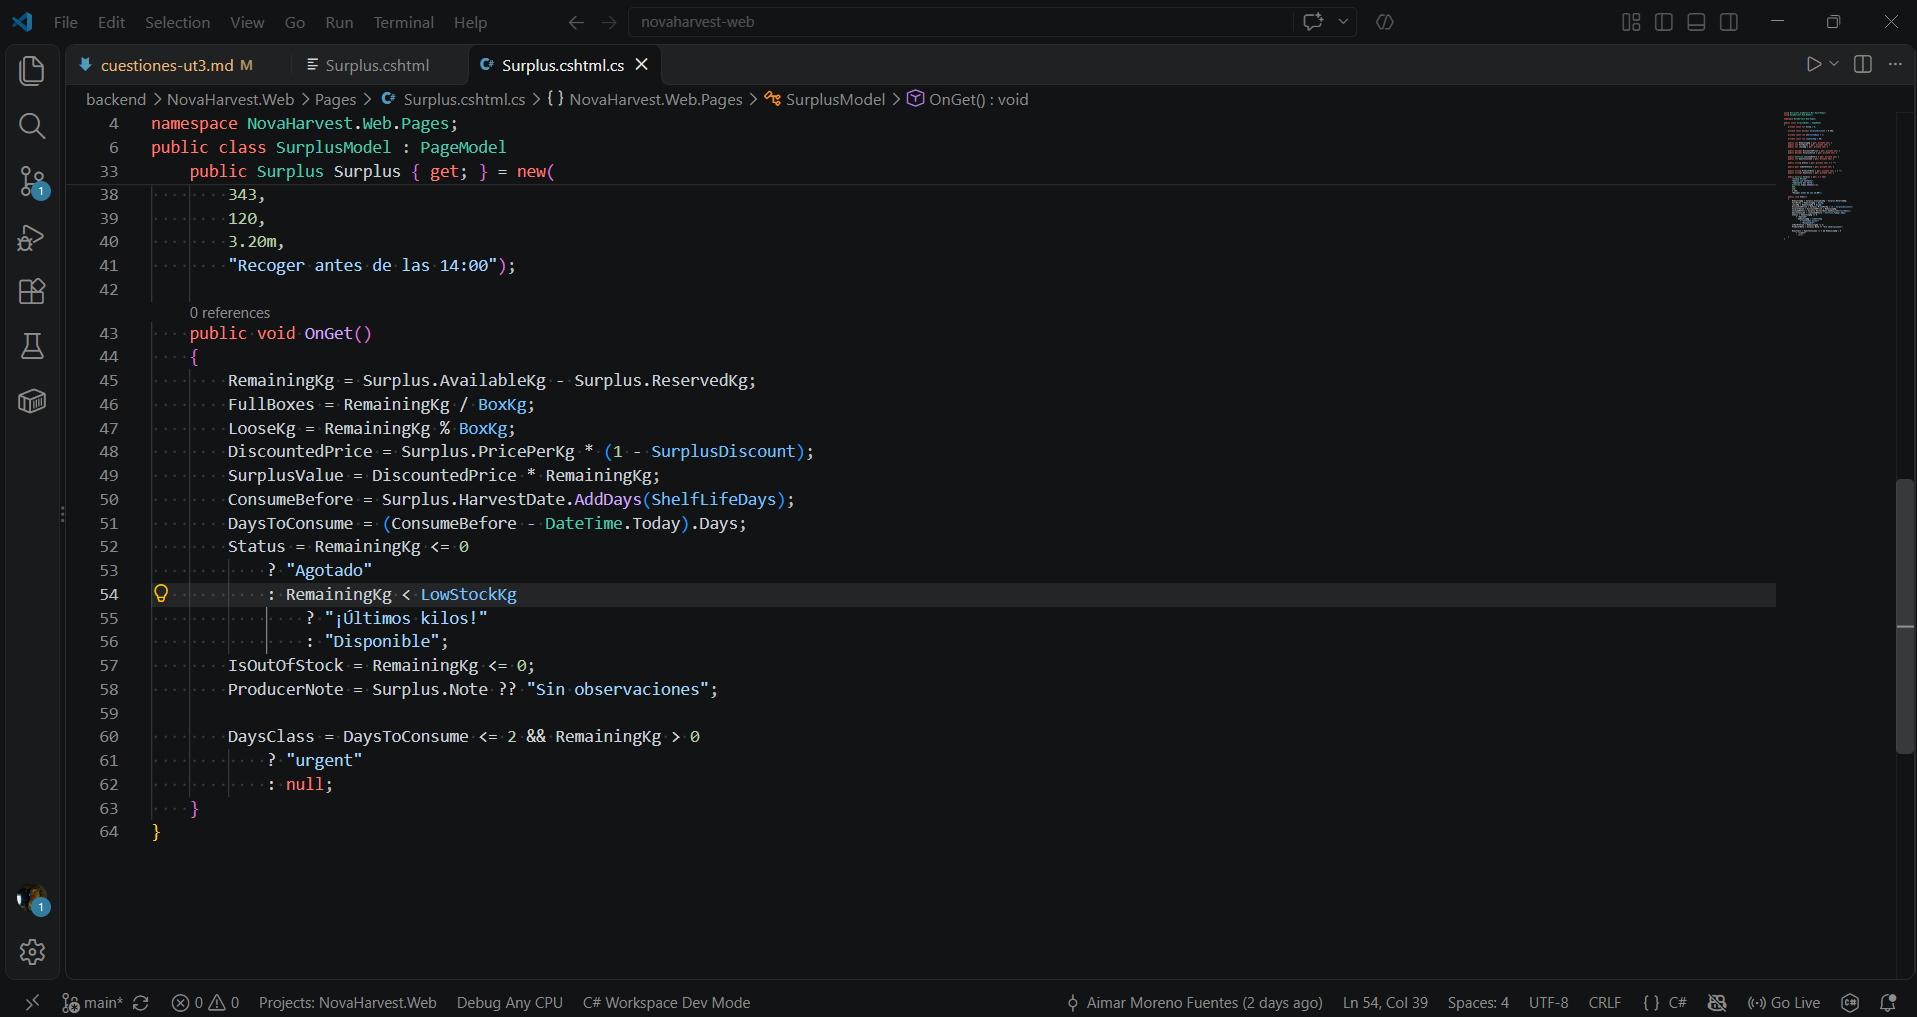 File Edit Selection View Go Run Terminal Help
novaharvest-web
cuestiones-ut3.md M
Surplus.cshtml
Surplus.cshtml.cs
backend > NovaHarvest.Web > Pages > Surplus.cshtml.cs > {} NovaHarvest.Web.Pages > SurplusModel > OnGet() : void
4 namespace NovaHarvest.Web.Pages;
6 public class SurplusModel : PageModel
33 public Surplus Surplus { get; } = new(
38 343,
39 120,
40 3.20m,
41 "Recoger antes de las 14:00");
42
0 references
43 public void OnGet()
44 {
45 RemainingKg = Surplus.AvailableKg - Surplus.ReservedKg;
46 FullBoxes = RemainingKg / BoxKg;
47 LooseKg = RemainingKg % BoxKg;
48 DiscountedPrice = Surplus.PricePerKg * (1 - SurplusDiscount);
49 SurplusValue = DiscountedPrice * RemainingKg;
50 ConsumeBefore = Surplus.HarvestDate.AddDays(ShelfLifeDays);
51 DaysToConsume = (ConsumeBefore - DateTime.Today).Days;
52 Status = RemainingKg <= 0
53 ? "Agotado"
54 : RemainingKg < LowStockKg
55 ? "¡Últimos kilos!"
56 : "Disponible";
57 IsOutOfStock = RemainingKg <= 0;
58 ProducerNote = Surplus.Note ?? "Sin observaciones";
59
60 DaysClass = DaysToConsume <= 2 && RemainingKg > 0
61 ? "urgent"
62 : null;
63 }
64 }
1
1
main* 0 0 Projects: NovaHarvest.Web Debug Any CPU C# Workspace Dev Mode Aimar Moreno Fuentes (2 days ago) Ln 54, Col 39 Spaces: 4 UTF-8 CRLF {} C# Go Live